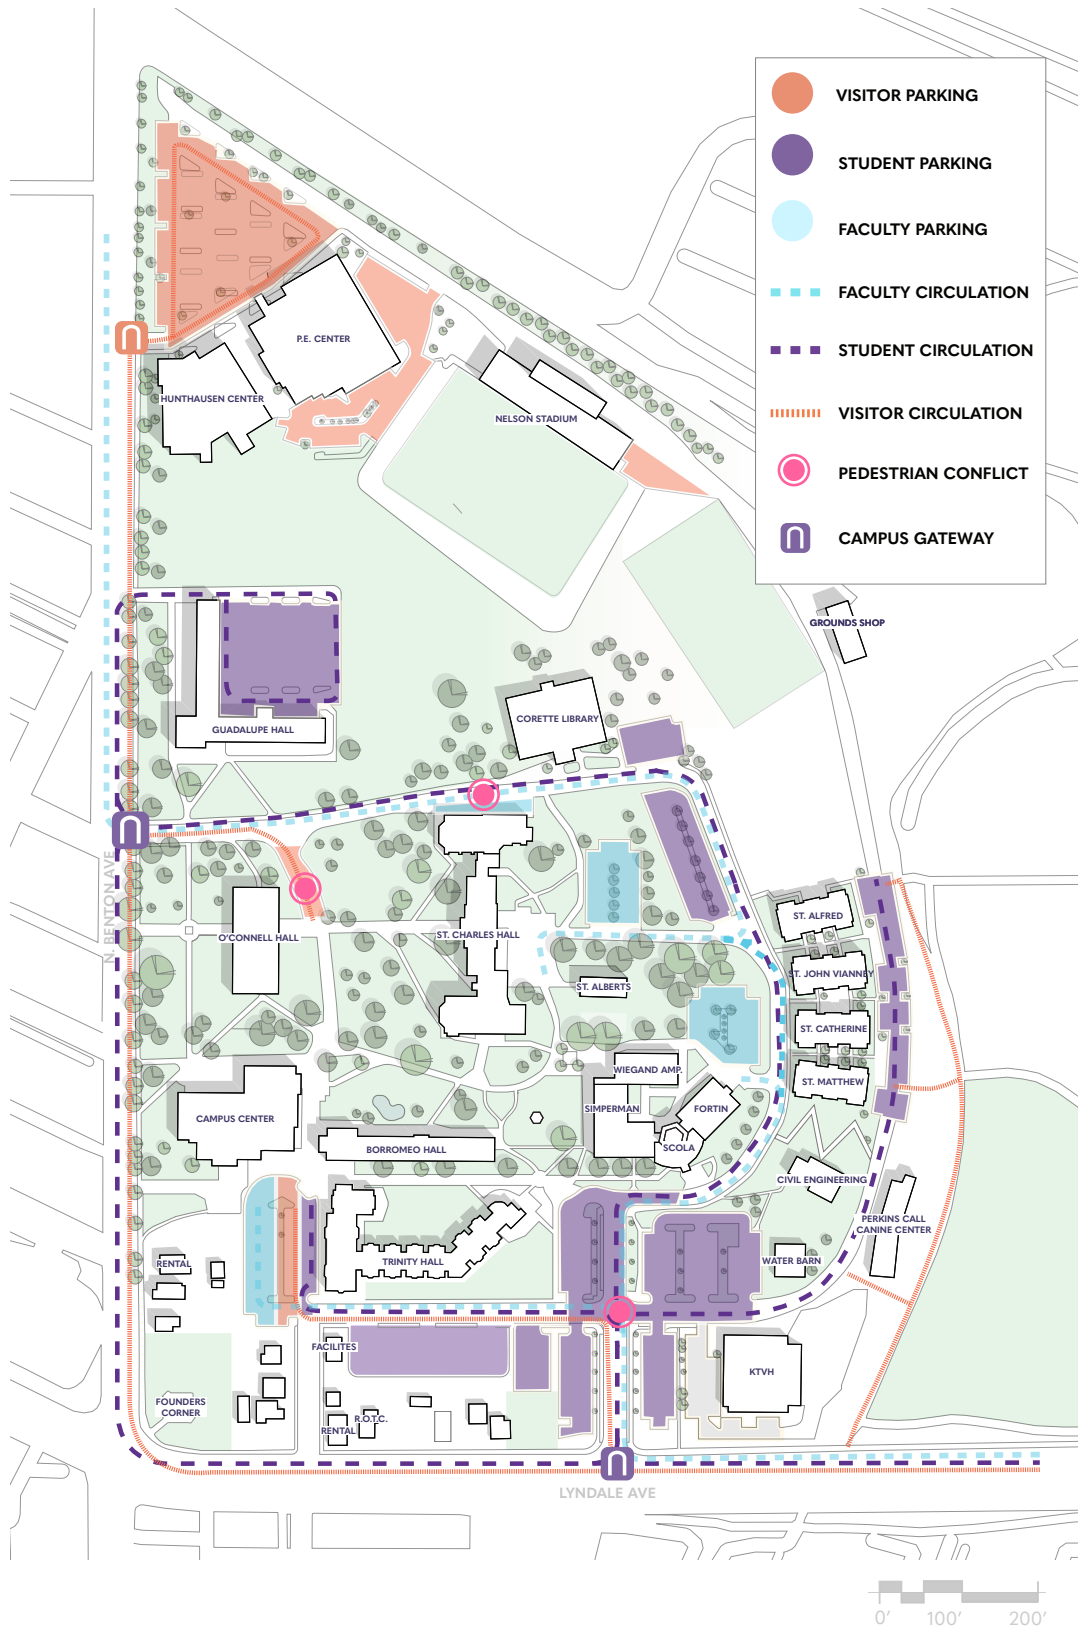 VISITOR PARKING
STUDENT PARKING
FACULTY PARKING
FACULTY CIRCULATION
STUDENT CIRCULATION
VISITOR CIRCULATION
PEDESTRIAN CONFLICT
CAMPUS GATEWAY
P.E. CENTER
HUNTHAUSEN CENTER
NELSON STADIUM
GROUNDS SHOP
CORETTE LIBRARY
GUADALUPE HALL
N. BENTON AVE
O'CONNELL HALL
ST. CHARLES HALL
ST. ALFRED
ST. JOHN VIANNEY
ST. ALBERTS
ST. CATHERINE
WIEGAND AMP.
ST. MATTHEW
SIMPERMAN
FORTIN
CAMPUS CENTER
BORROMEO HALL
SCOLA
CIVIL ENGINEERING
PERKINS CALL
CANINE CENTER
RENTAL
TRINITY HALL
WATER BARN
FACILITES
KTVH
FOUNDERS
CORNER
R.O.T.C.
RENTAL
LYNDALE AVE
0'
100'
200'